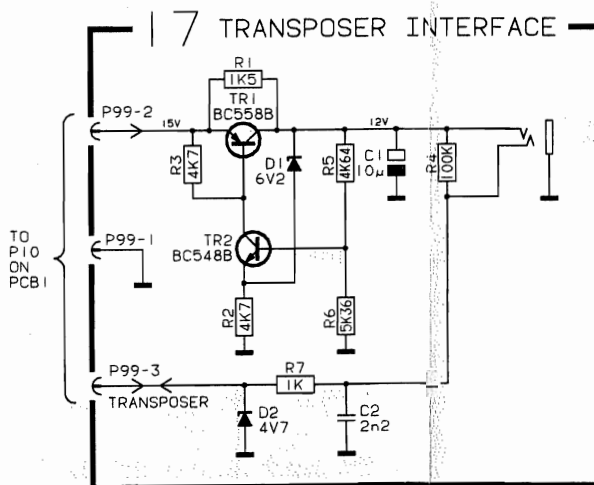 17 TRANSPOSER INTERFACE
R1
1K5
TR1
BC558B
P99-2
15V
12V
R3
4K7
D1
6V2
R5
4K64
C1
10µ
R4
100K
TO
P10
ON
PCB1
P99-1
TR2
BC548B
R2
4K7
R6
5K36
P99-3
TRANSPOSER
R7
1K
D2
4V7
C2
2n2